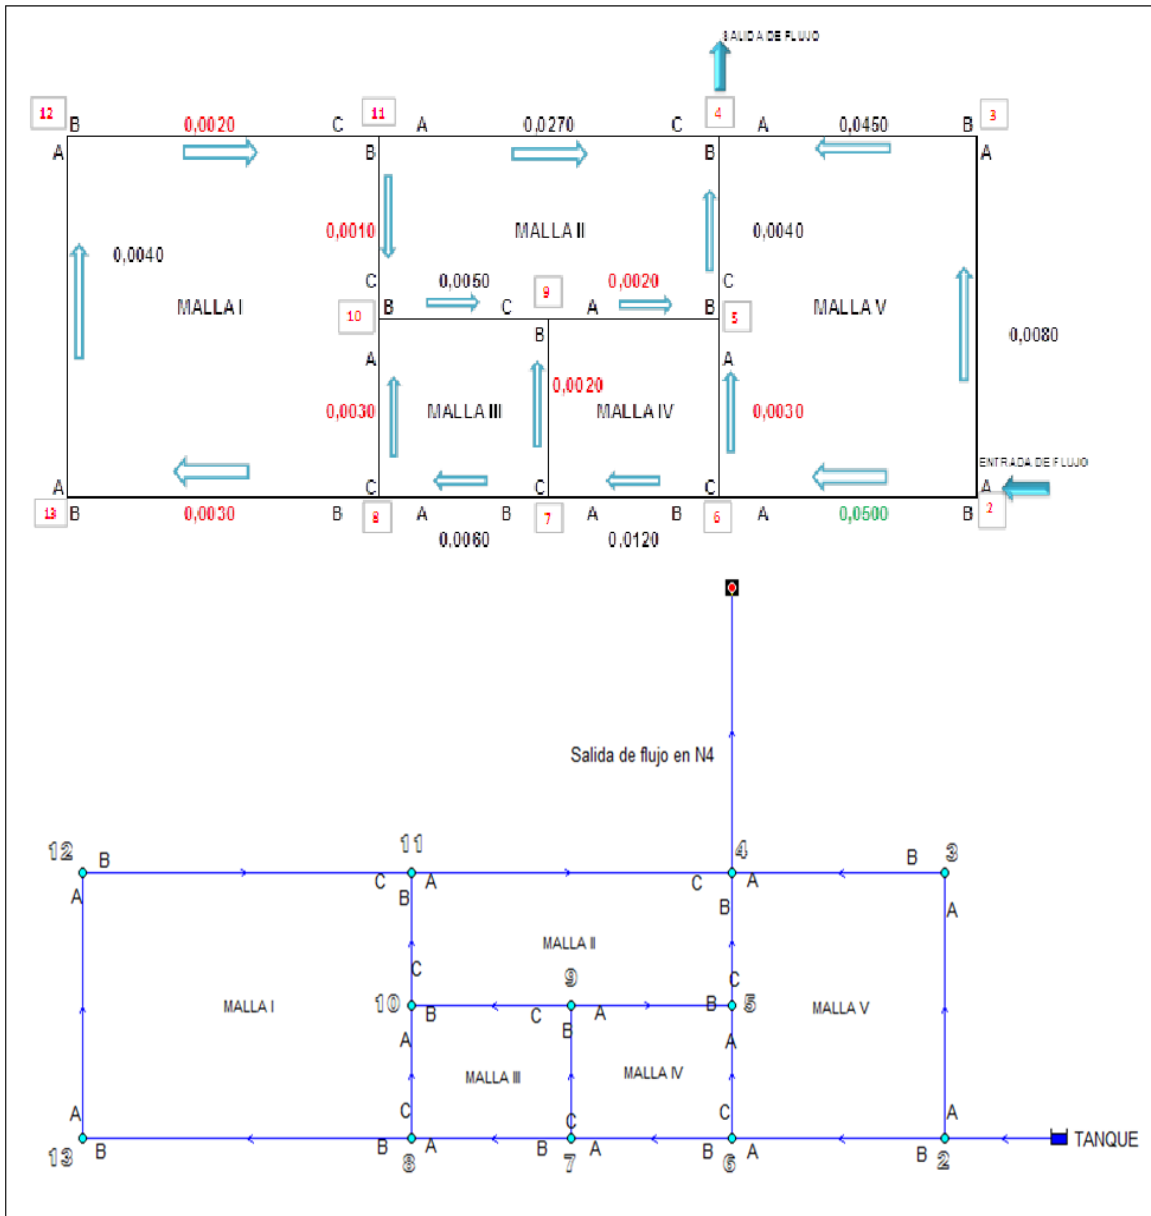 SALIDA DE FLUJO
12 B 0,0020 C 11 A 0,0270 C 4 A 0,0450 B 3
A B B A
0,0040 0,0010 MALLA II 0,0040
C 0,0050 9 0,0020 C
MALLA I 10 B C A B 5 MALLA V
B 0,0080
A A
0,0030 MALLA III 0,0020 MALLA IV 0,0030
ENTRADA DE FLUJO
A C C C A
13 B 0,0030 B 8 A B 7 A B 6 A 0,0500 B 2
0,0060 0,0120
Salida de flujo en N4
12 B 11 4 B 3
A C A C A A
B B
MALLA II
C 9 C
10 B C A B 5
MALLA I B MALLA V
A A
MALLA III MALLA IV
A C C C A
TANQUE
13 B B 8 A B 7 A B 6 A B 2